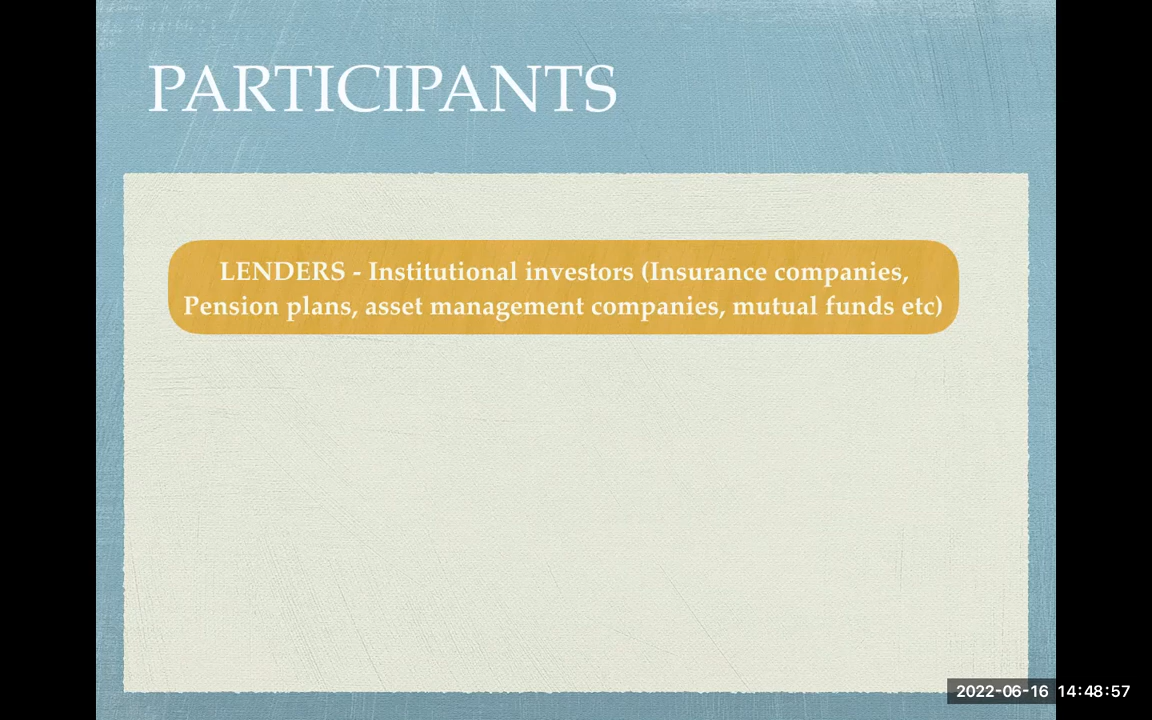 PARTICIPANTS
LENDERS - Institutional investors (Insurance companies,
Pension plans, asset management companies, mutual funds etc)
2022-06-16 14:48:57